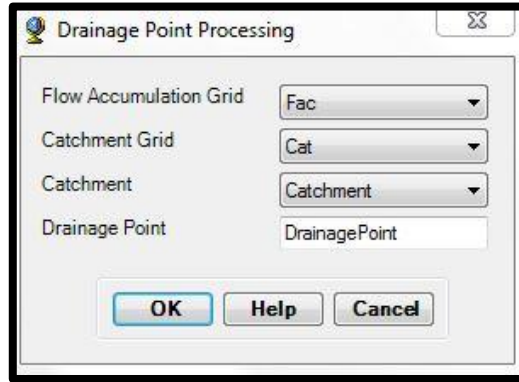 Drainage Point Processing
Flow Accumulation Grid Fac
Catchment Grid Cat
Catchment Catchment
Drainage Point DrainagePoint
OK Help Cancel